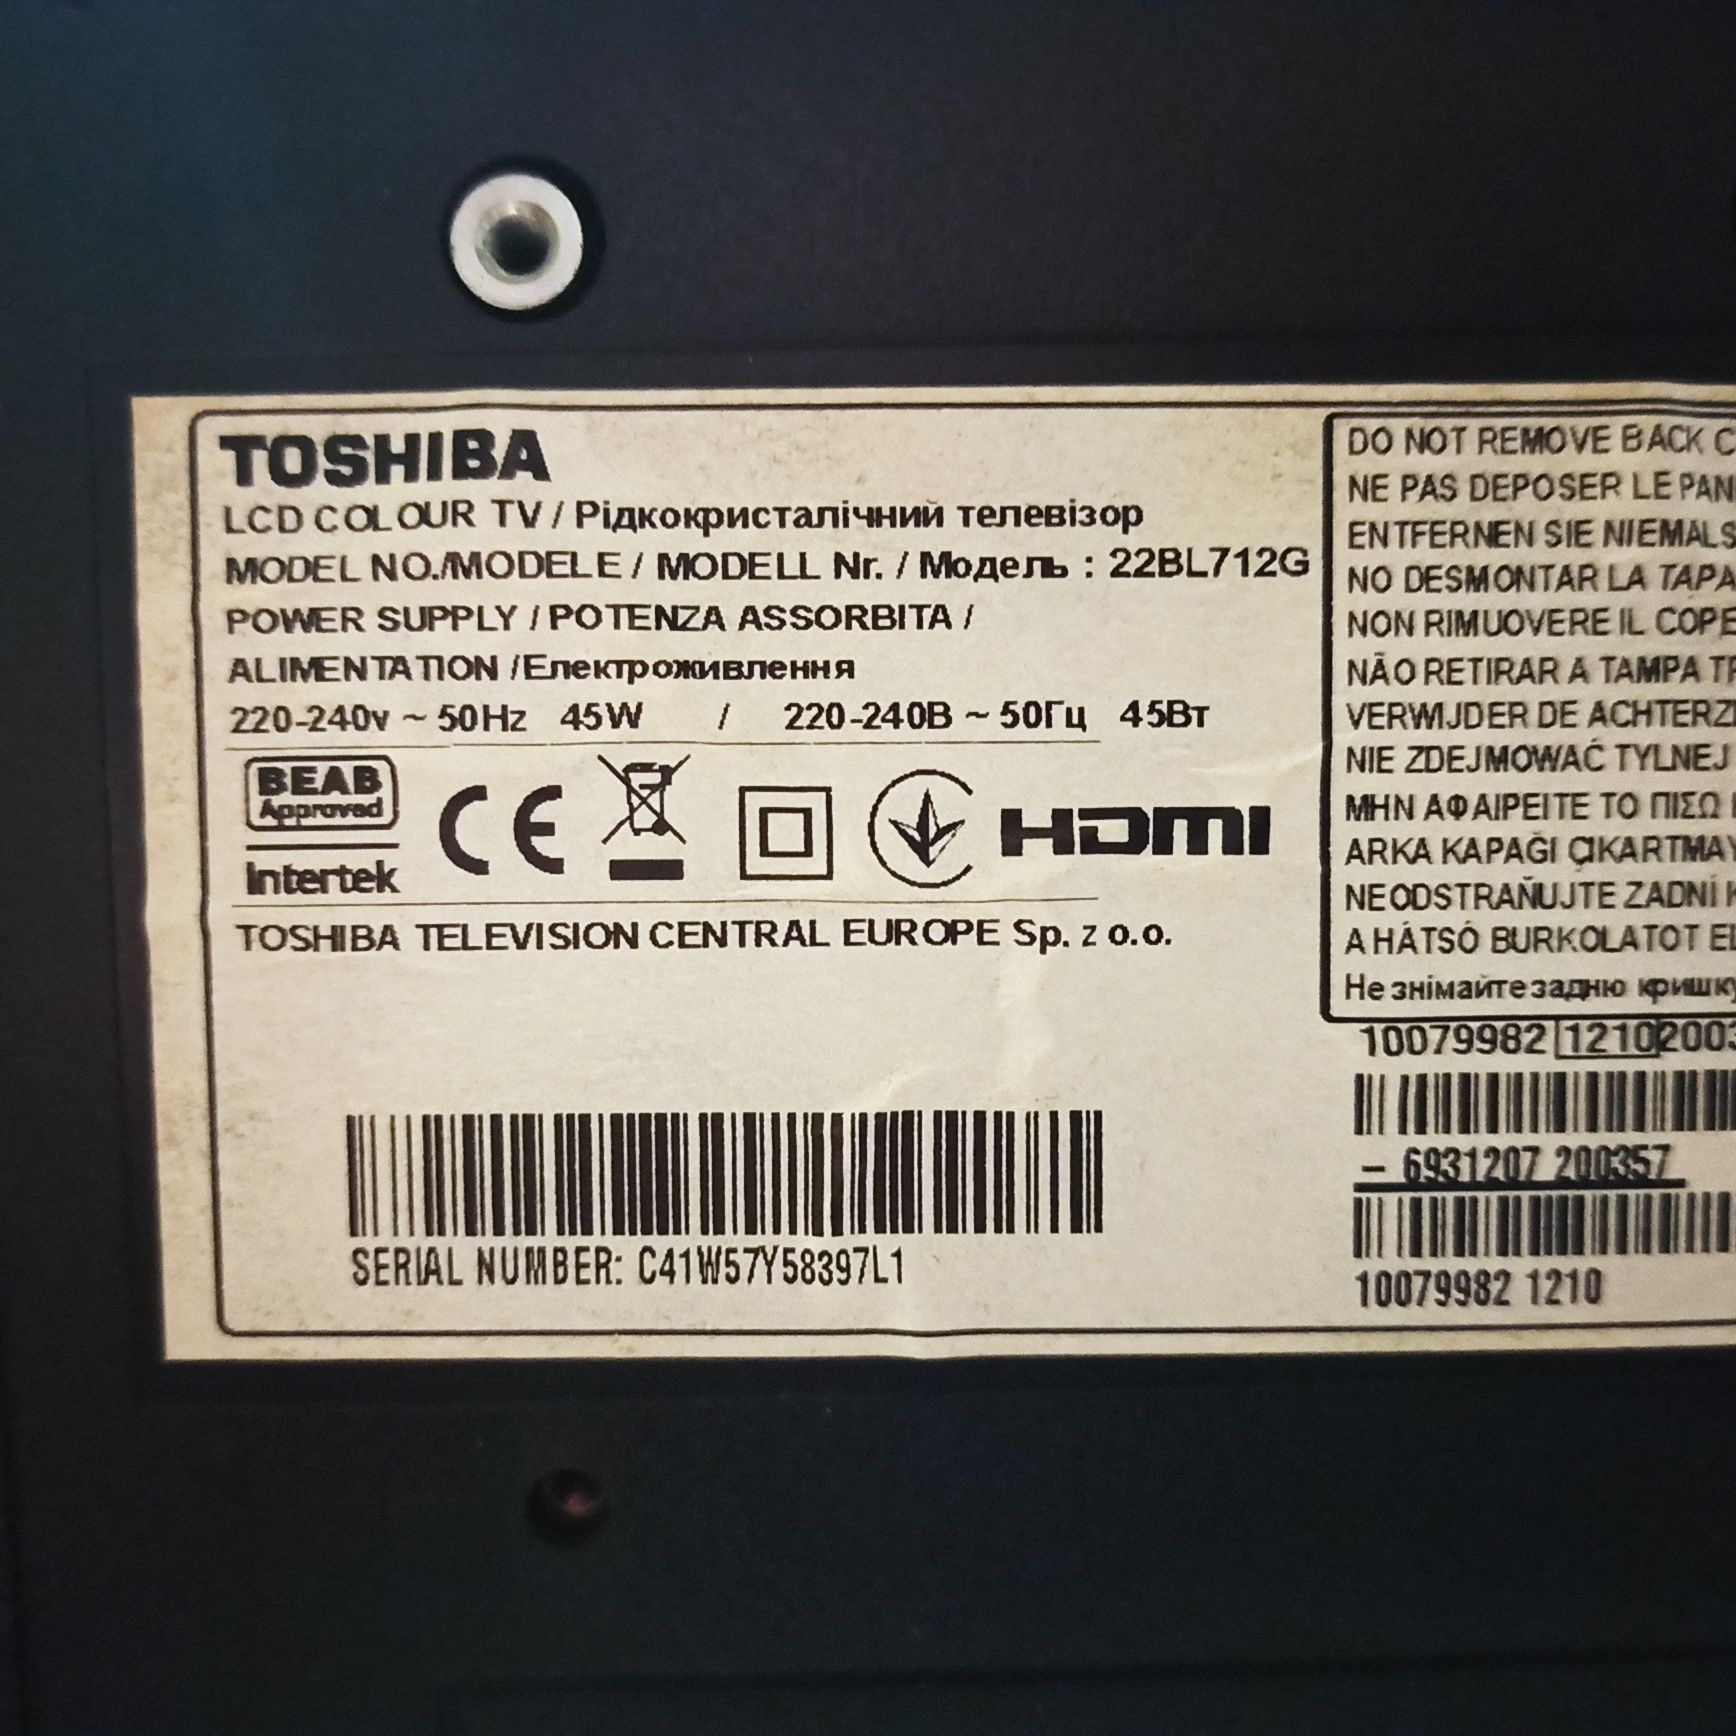 TOSHIBA
LCD COLOUR TV / Рідкокристалічний телевізор
MODEL NO./MODELE / MODELL Nr. / Модель : 22BL712G
POWER SUPPLY / POTENZA ASSORBITA /
ALIMENTATION /Електроживлення
220-240v ~ 50Hz 45W / 220-240В ~ 50Гц 45Вт
BEAB
Approved
Intertek
CE
HDMI
TOSHIBA TELEVISION CENTRAL EUROPE Sp. z o.o.
SERIAL NUMBER: C41W57Y58397L1
DO NOT REMOVE BACK
NE PAS DEPOSER LE
ENTFERNEN SIE NIEMALS
NO DESMONTAR LA
NON RIMUOVERE IL
NÃO RETIRAR A TAMPA
VERWIJDER DE
NIE ZDEJMOWAĆ TYLNEJ
ΜΗΝ ΑΦΑΙΡΕΙΤΕ ΤΟ ΠΙΣΩ
ARKA KAPAĞI
NEODSTRAŇUJTE ZADNÍ
A HÁTSÓ BURKOLATOT
Не знімайте задню
10079982 1210
- 6931207 200357
10079982 1210